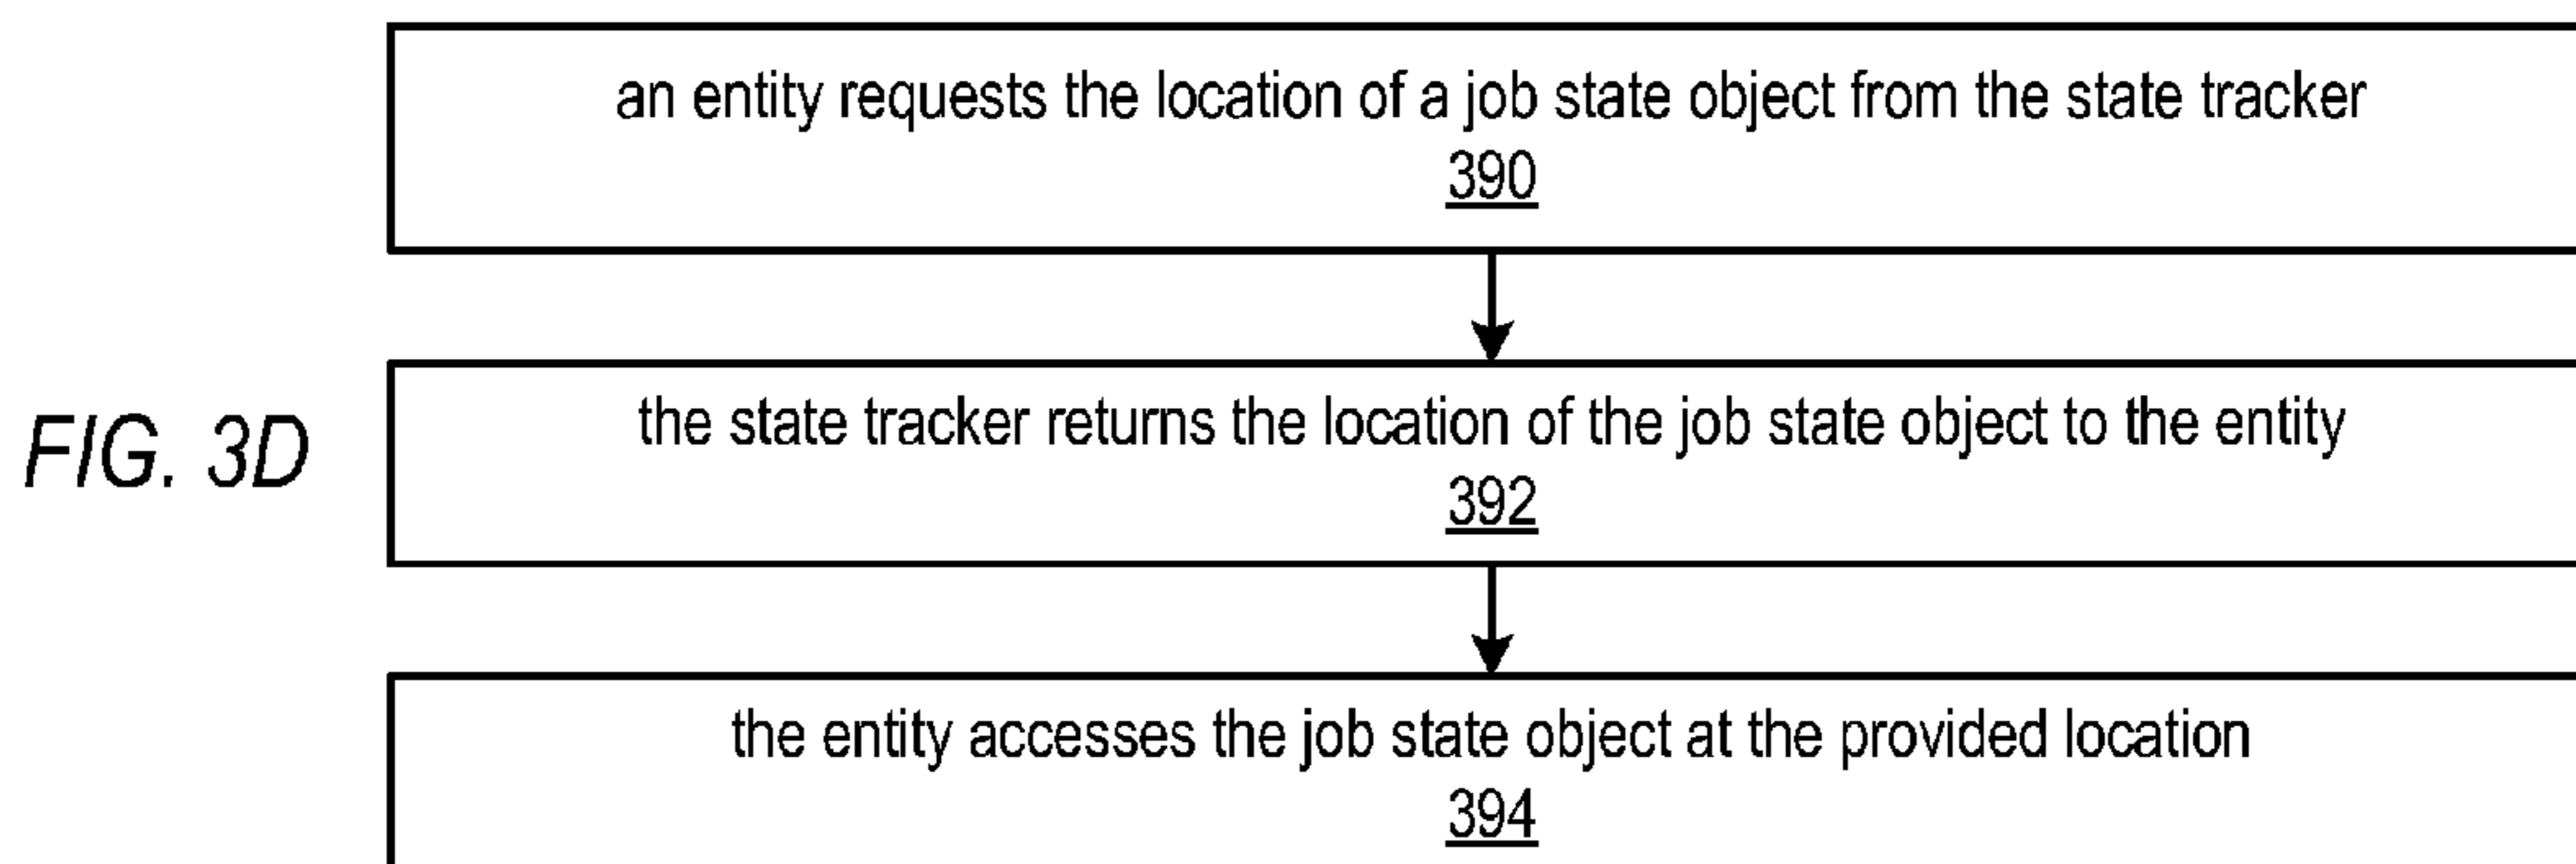 an entity requests the location of a job state object from the state tracker
390
FIG. 3D
the state tracker returns the location of the job state object to the entity
392
the entity accesses the job state object at the provided location
394